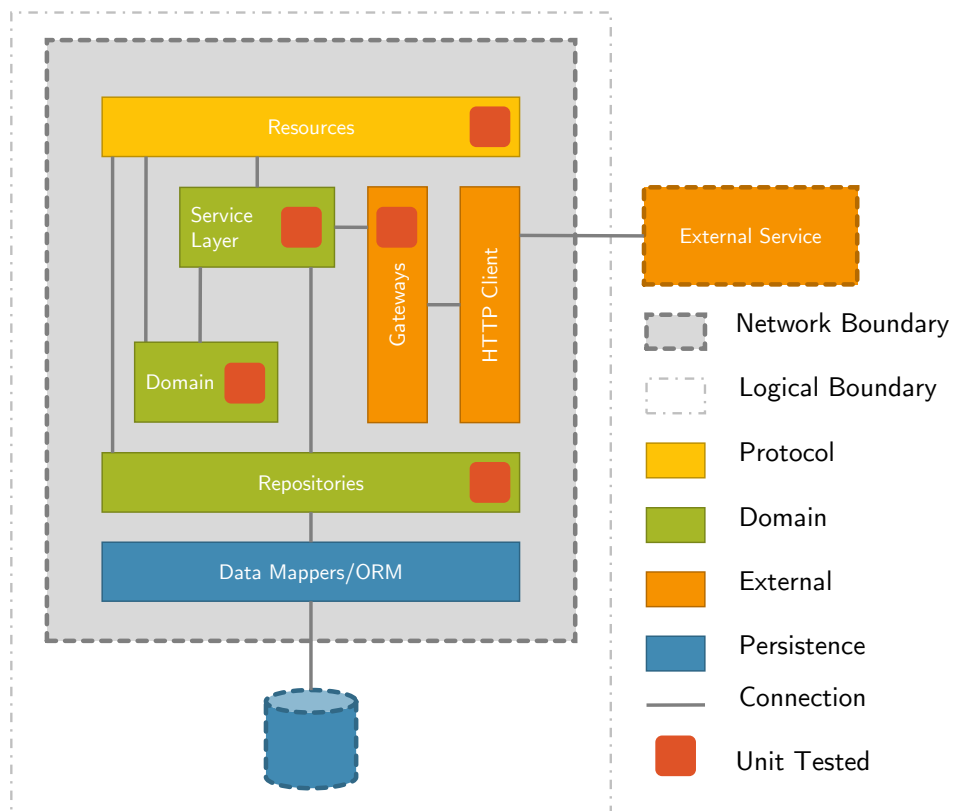 Resources
Service
Layer
Gateways
HTTP Client
External Service
Domain
Repositories
Data Mappers/ORM
Network Boundary
Logical Boundary
Protocol
Domain
External
Persistence
Connection
Unit Tested